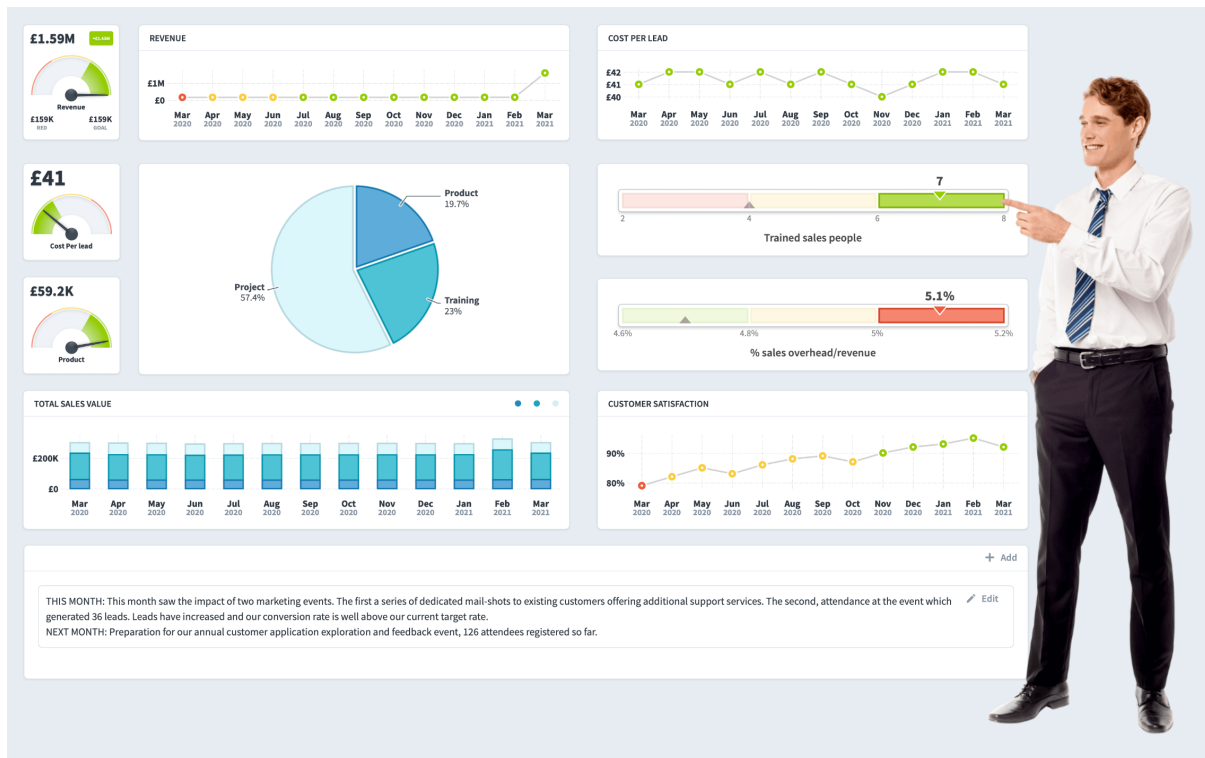 £1.59M
Revenue
£159K
£159K
RED
GOAL
REVENUE
£1M
£0
Mar Apr May Jun Jul Aug Sep Oct Nov Dec Jan Feb Mar
2020 2020 2020 2020 2020 2020 2020 2020 2020 2020 2021 2021 2021
COST PER LEAD
£42
£41
£40
Mar Apr May Jun Jul Aug Sep Oct Nov Dec Jan Feb Mar
2020 2020 2020 2020 2020 2020 2020 2020 2020 2020 2021 2021 2021
£41
Cost Per lead
£59.2K
Product
Product
19.7%
Project
57.4%
Training
23%
7
2 4 6 8
Trained sales people
5.1%
4.6% 4.8% 5% 5.2%
% sales overhead/revenue
TOTAL SALES VALUE
£200K
£0
Mar Apr May Jun Jul Aug Sep Oct Nov Dec Jan Feb Mar
2020 2020 2020 2020 2020 2020 2020 2020 2020 2020 2021 2021 2021
CUSTOMER SATISFACTION
90%
80%
Mar Apr May Jun Jul Aug Sep Oct Nov Dec Jan Feb Mar
2020 2020 2020 2020 2020 2020 2020 2020 2020 2020 2021 2021 2021
+ Add
THIS MONTH: This month saw the impact of two marketing events. The first a series of dedicated mail-shots to existing customers offering additional support services. The second, attendance at the event which
Edit
generated 36 leads. Leads have increased and our conversion rate is well above our current target rate.
NEXT MONTH: Preparation for our annual customer application exploration and feedback event, 126 attendees registered so far.